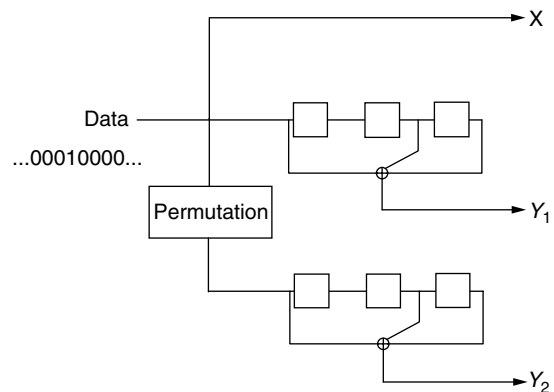 X
Data
...00010000...
Permutation
Y1
Y2